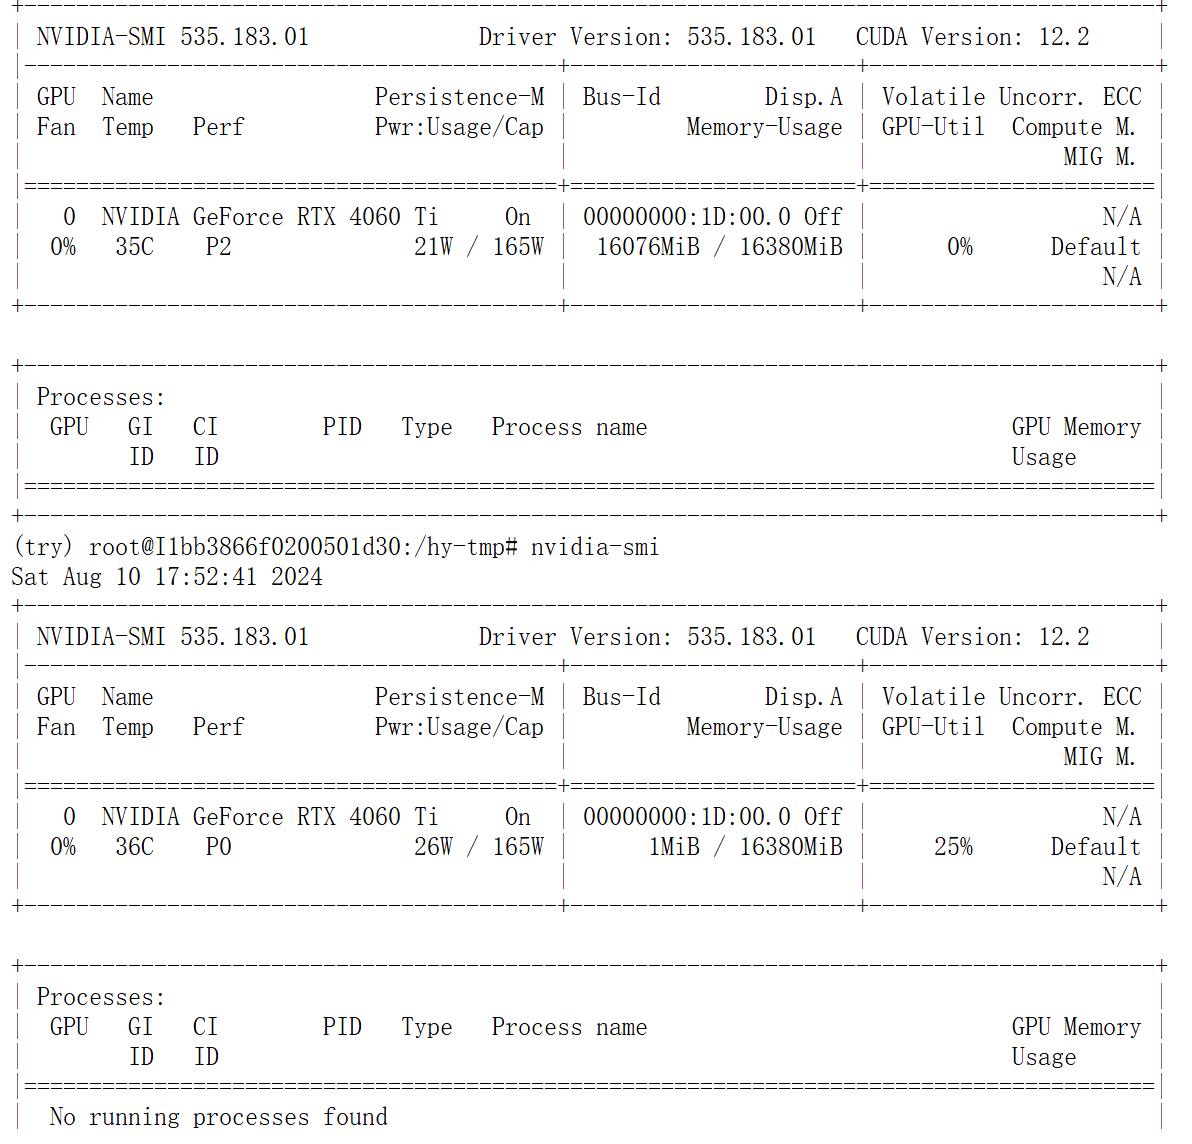 +---------------------------------------------------------------------------------------+
| NVIDIA-SMI 535.183.01             Driver Version: 535.183.01   CUDA Version: 12.2     |
|-----------------------------------------+----------------------+----------------------+
| GPU  Name                 Persistence-M | Bus-Id        Disp.A | Volatile Uncorr. ECC |
| Fan  Temp   Perf          Pwr:Usage/Cap |         Memory-Usage | GPU-Util  Compute M. |
|                                         |                      |               MIG M. |
|=========================================+======================+======================|
|   0  NVIDIA GeForce RTX 4060 Ti     On  | 00000000:1D:00.0 Off |                  N/A |
|  0%   35C    P2              21W / 165W |  16076MiB / 16380MiB |      0%      Default |
|                                         |                      |                  N/A |
+-----------------------------------------+----------------------+----------------------+
+---------------------------------------------------------------------------------------+
| Processes:                                                                            |
|  GPU   GI   CI        PID   Type   Process name                            GPU Memory |
|        ID   ID                                                             Usage      |
|=======================================================================================|
+---------------------------------------------------------------------------------------+
(try) root@I1bb3866f0200501d30:/hy-tmp# nvidia-smi
Sat Aug 10 17:52:41 2024
+---------------------------------------------------------------------------------------+
| NVIDIA-SMI 535.183.01             Driver Version: 535.183.01   CUDA Version: 12.2     |
|-----------------------------------------+----------------------+----------------------+
| GPU  Name                 Persistence-M | Bus-Id        Disp.A | Volatile Uncorr. ECC |
| Fan  Temp   Perf          Pwr:Usage/Cap |         Memory-Usage | GPU-Util  Compute M. |
|                                         |                      |               MIG M. |
|=========================================+======================+======================|
|   0  NVIDIA GeForce RTX 4060 Ti     On  | 00000000:1D:00.0 Off |                  N/A |
|  0%   36C    P0              26W / 165W |      1MiB / 16380MiB |     25%      Default |
|                                         |                      |                  N/A |
+-----------------------------------------+----------------------+----------------------+
+---------------------------------------------------------------------------------------+
| Processes:                                                                            |
|  GPU   GI   CI        PID   Type   Process name                            GPU Memory |
|        ID   ID                                                             Usage      |
|=======================================================================================|
|  No running processes found                                                           |